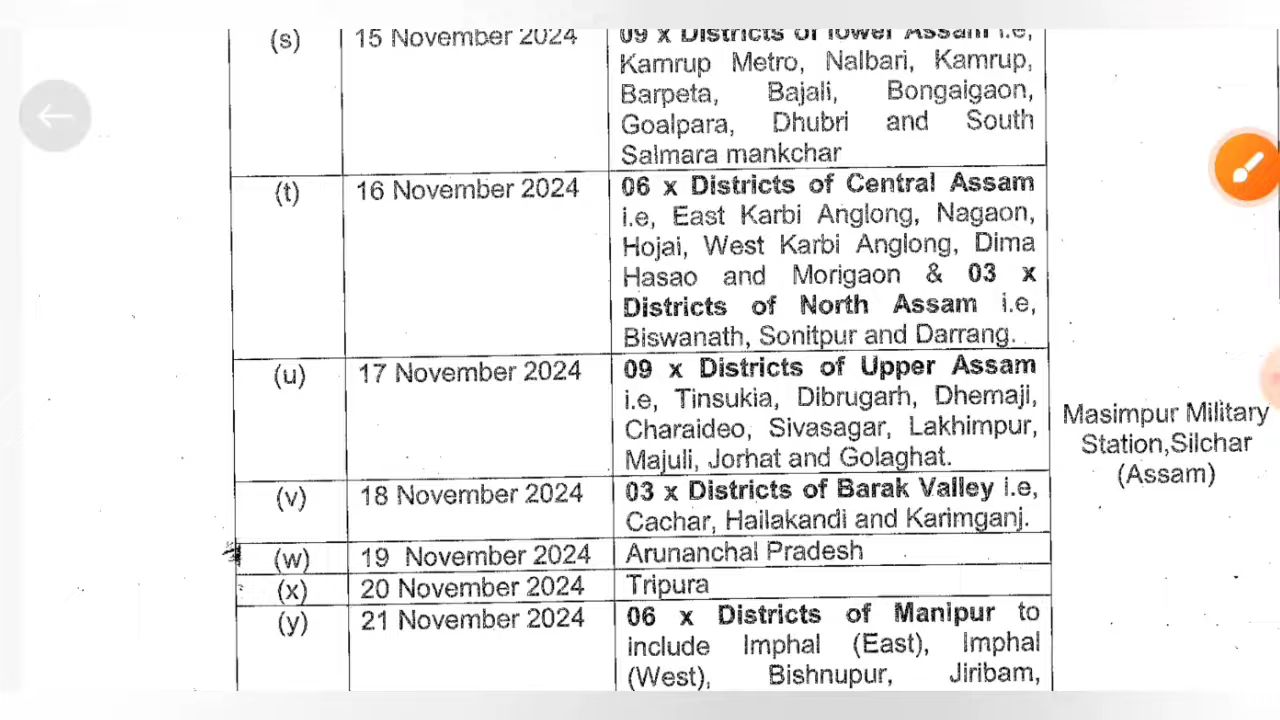 (s) 15 November 2024 09 x Districts of lower Assam i.e,
Kamrup Metro, Nalbari, Kamrup,
Barpeta, Bajali, Bongaigaon,
Goalpara, Dhubri and South
Salmara mankchar
(t) 16 November 2024 06 x Districts of Central Assam
i.e, East Karbi Anglong, Nagaon,
Hojai, West Karbi Anglong, Dima
Hasao and Morigaon & 03 x
Districts of North Assam i.e,
Biswanath, Sonitpur and Darrang.
(u) 17 November 2024 09 x Districts of Upper Assam
i.e, Tinsukia, Dibrugarh, Dhemaji,
Charaideo, Sivasagar, Lakhimpur,
Majuli, Jorhat and Golaghat.
(v) 18 November 2024 03 x Districts of Barak Valley i.e,
Cachar, Hailakandi and Karimganj.
(w) 19 November 2024 Arunanchal Pradesh
(x) 20 November 2024 Tripura
(y) 21 November 2024 06 x Districts of Manipur to
include Imphal (East), Imphal
(West), Bishnupur, Jiribam,
Masimpur Military
Station,Silchar
(Assam)